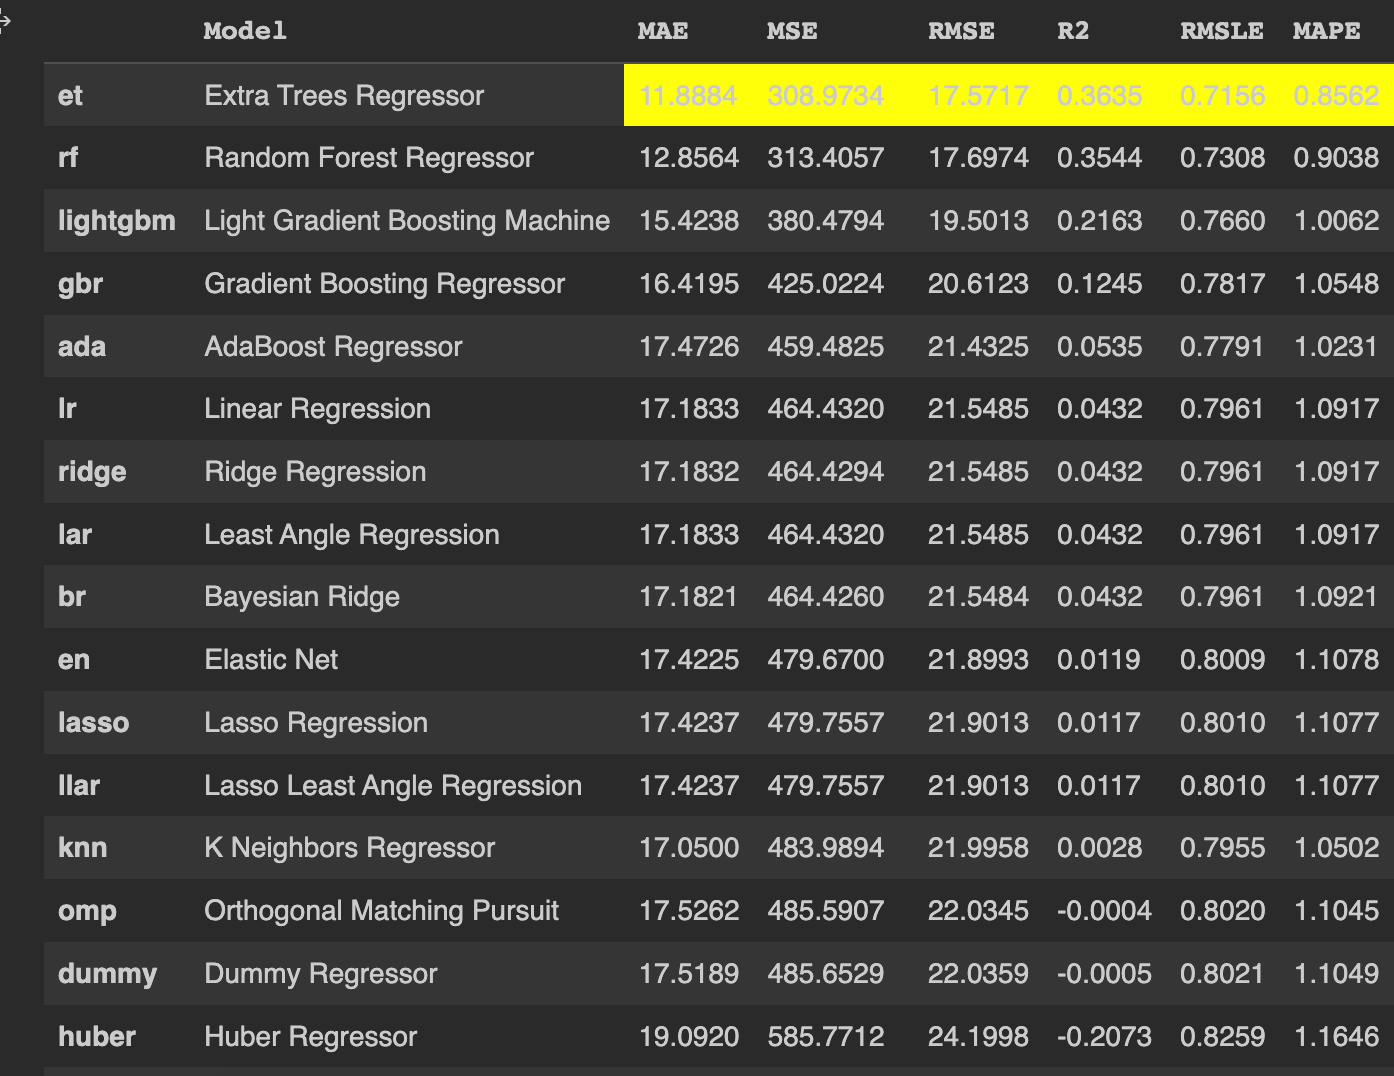 Model MAE MSE RMSE R2 RMSLE MAPE
et Extra Trees Regressor 11.8884 308.9734 17.5717 0.3635 0.7156 0.8562
rf Random Forest Regressor 12.8564 313.4057 17.6974 0.3544 0.7308 0.9038
lightgbm Light Gradient Boosting Machine 15.4238 380.4794 19.5013 0.2163 0.7660 1.0062
gbr Gradient Boosting Regressor 16.4195 425.0224 20.6123 0.1245 0.7817 1.0548
ada AdaBoost Regressor 17.4726 459.4825 21.4325 0.0535 0.7791 1.0231
lr Linear Regression 17.1833 464.4320 21.5485 0.0432 0.7961 1.0917
ridge Ridge Regression 17.1832 464.4294 21.5485 0.0432 0.7961 1.0917
lar Least Angle Regression 17.1833 464.4320 21.5485 0.0432 0.7961 1.0917
br Bayesian Ridge 17.1821 464.4260 21.5484 0.0432 0.7961 1.0921
en Elastic Net 17.4225 479.6700 21.8993 0.0119 0.8009 1.1078
lasso Lasso Regression 17.4237 479.7557 21.9013 0.0117 0.8010 1.1077
llar Lasso Least Angle Regression 17.4237 479.7557 21.9013 0.0117 0.8010 1.1077
knn K Neighbors Regressor 17.0500 483.9894 21.9958 0.0028 0.7955 1.0502
omp Orthogonal Matching Pursuit 17.5262 485.5907 22.0345 -0.0004 0.8020 1.1045
dummy Dummy Regressor 17.5189 485.6529 22.0359 -0.0005 0.8021 1.1049
huber Huber Regressor 19.0920 585.7712 24.1998 -0.2073 0.8259 1.1646